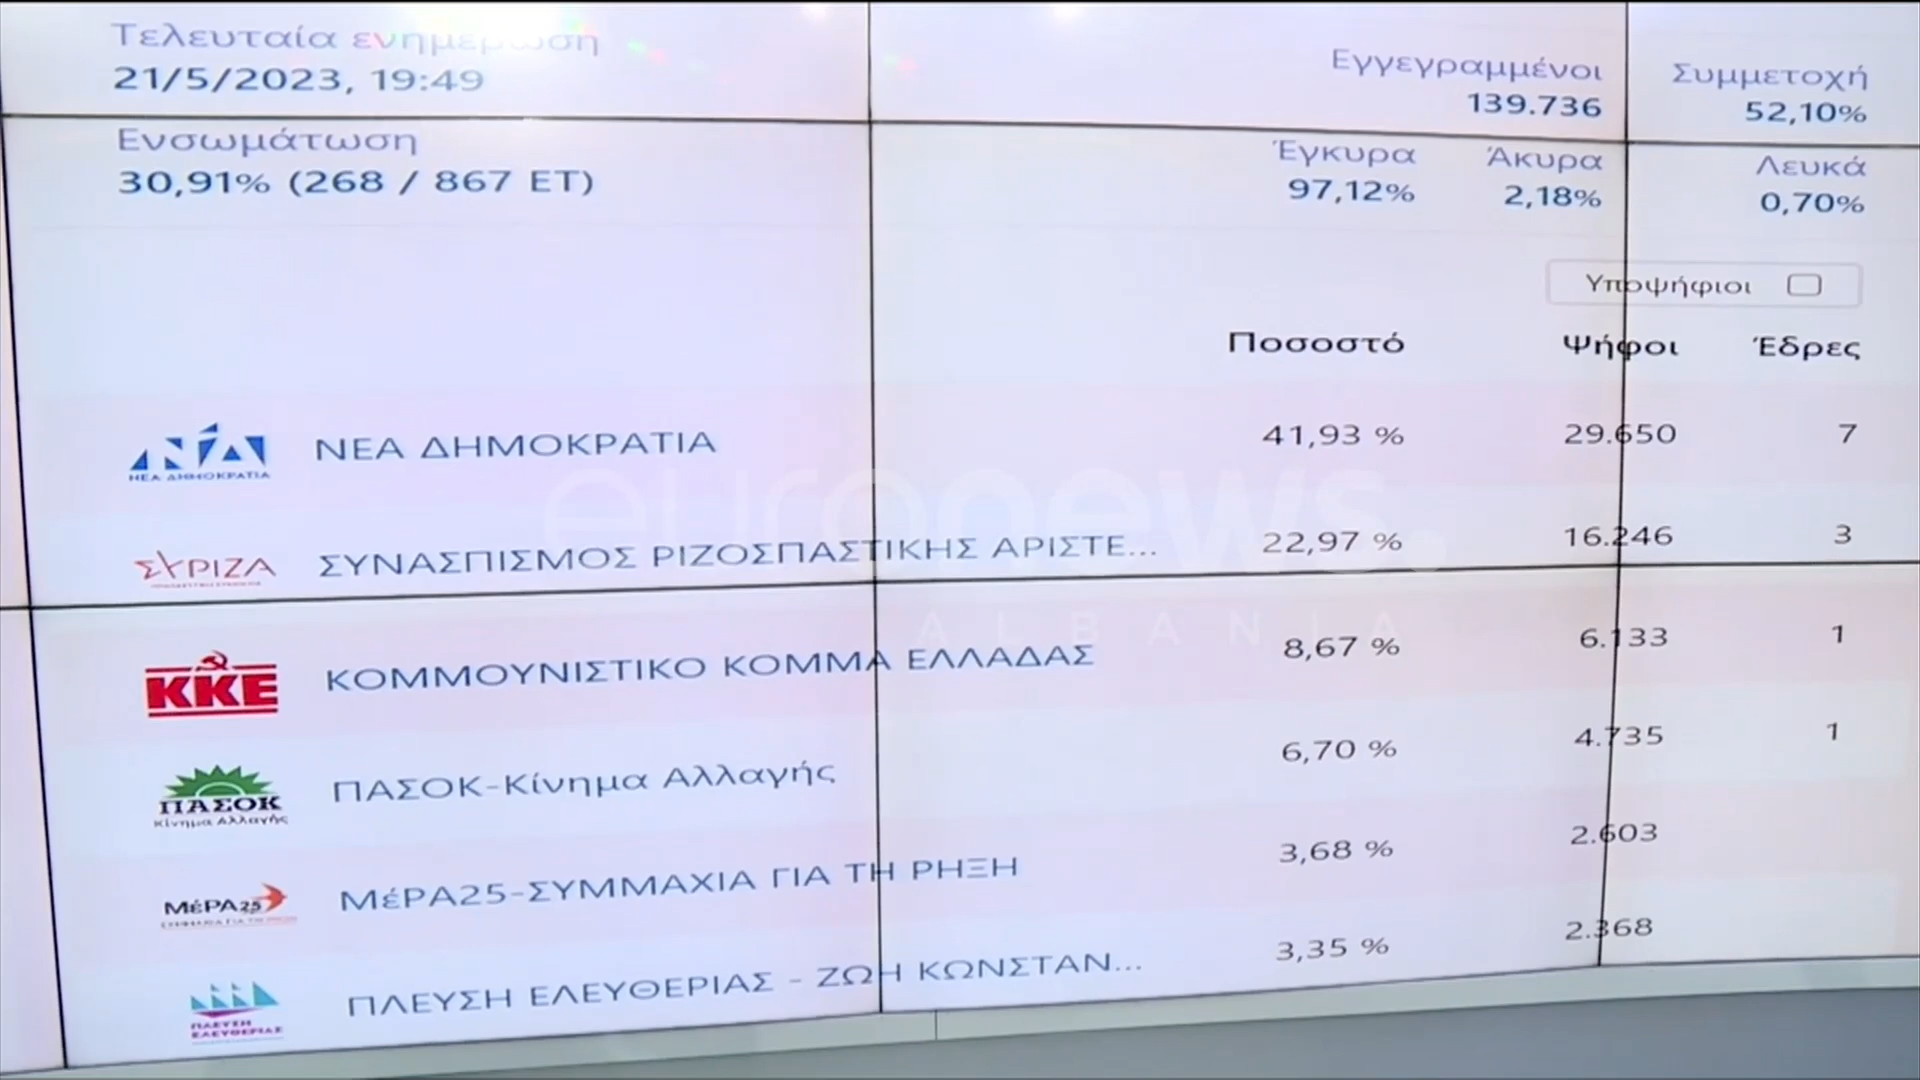 Τελευταία ενημέρωση
21/5/2023, 19:49
Εγγεγραμμένοι Συμμετοχή
139.736 52,10%
Ενσωμάτωση
30,91% (268 / 867 ΕΤ)
Έγκυρα Άκυρα Λευκά
97,12% 2,18% 0,70%
Υποψήφιοι
Ποσοστό Ψήφοι Έδρες
ΝΕΑ ΔΗΜΟΚΡΑΤΙΑ
ΝΕΑ ΔΗΜΟΚΡΑΤΙΑ 41,93 % 29.650 7
euronews.
ΣΥΡΙΖΑ ΣΥΝΑΣΠΙΣΜΟΣ ΡΙΖΟΣΠΑΣΤΙΚΗΣ ΑΡΙΣΤΕ... 22,97 % 16.246 3
ALBANIA
ΚΚΕ ΚΟΜΜΟΥΝΙΣΤΙΚΟ ΚΟΜΜΑ ΕΛΛΑΔΑΣ 8,67 % 6.133 1
ΠΑΣΟΚ ΠΑΣΟΚ-Κίνημα Αλλαγής 6,70 % 4.735 1
Κίνημα Αλλαγής
ΜέΡΑ25 ΜέΡΑ25-ΣΥΜΜΑΧΙΑ ΓΙΑ ΤΗ ΡΗΞΗ 3,68 % 2.603
ΠΛΕΥΣΗ ΕΛΕΥΘΕΡΙΑΣ - ΖΩΗ ΚΩΝΣΤΑΝ... 3,35 % 2.368
ΠΛΕΥΣΗ
ΕΛΕΥΘΕΡΙΑΣ